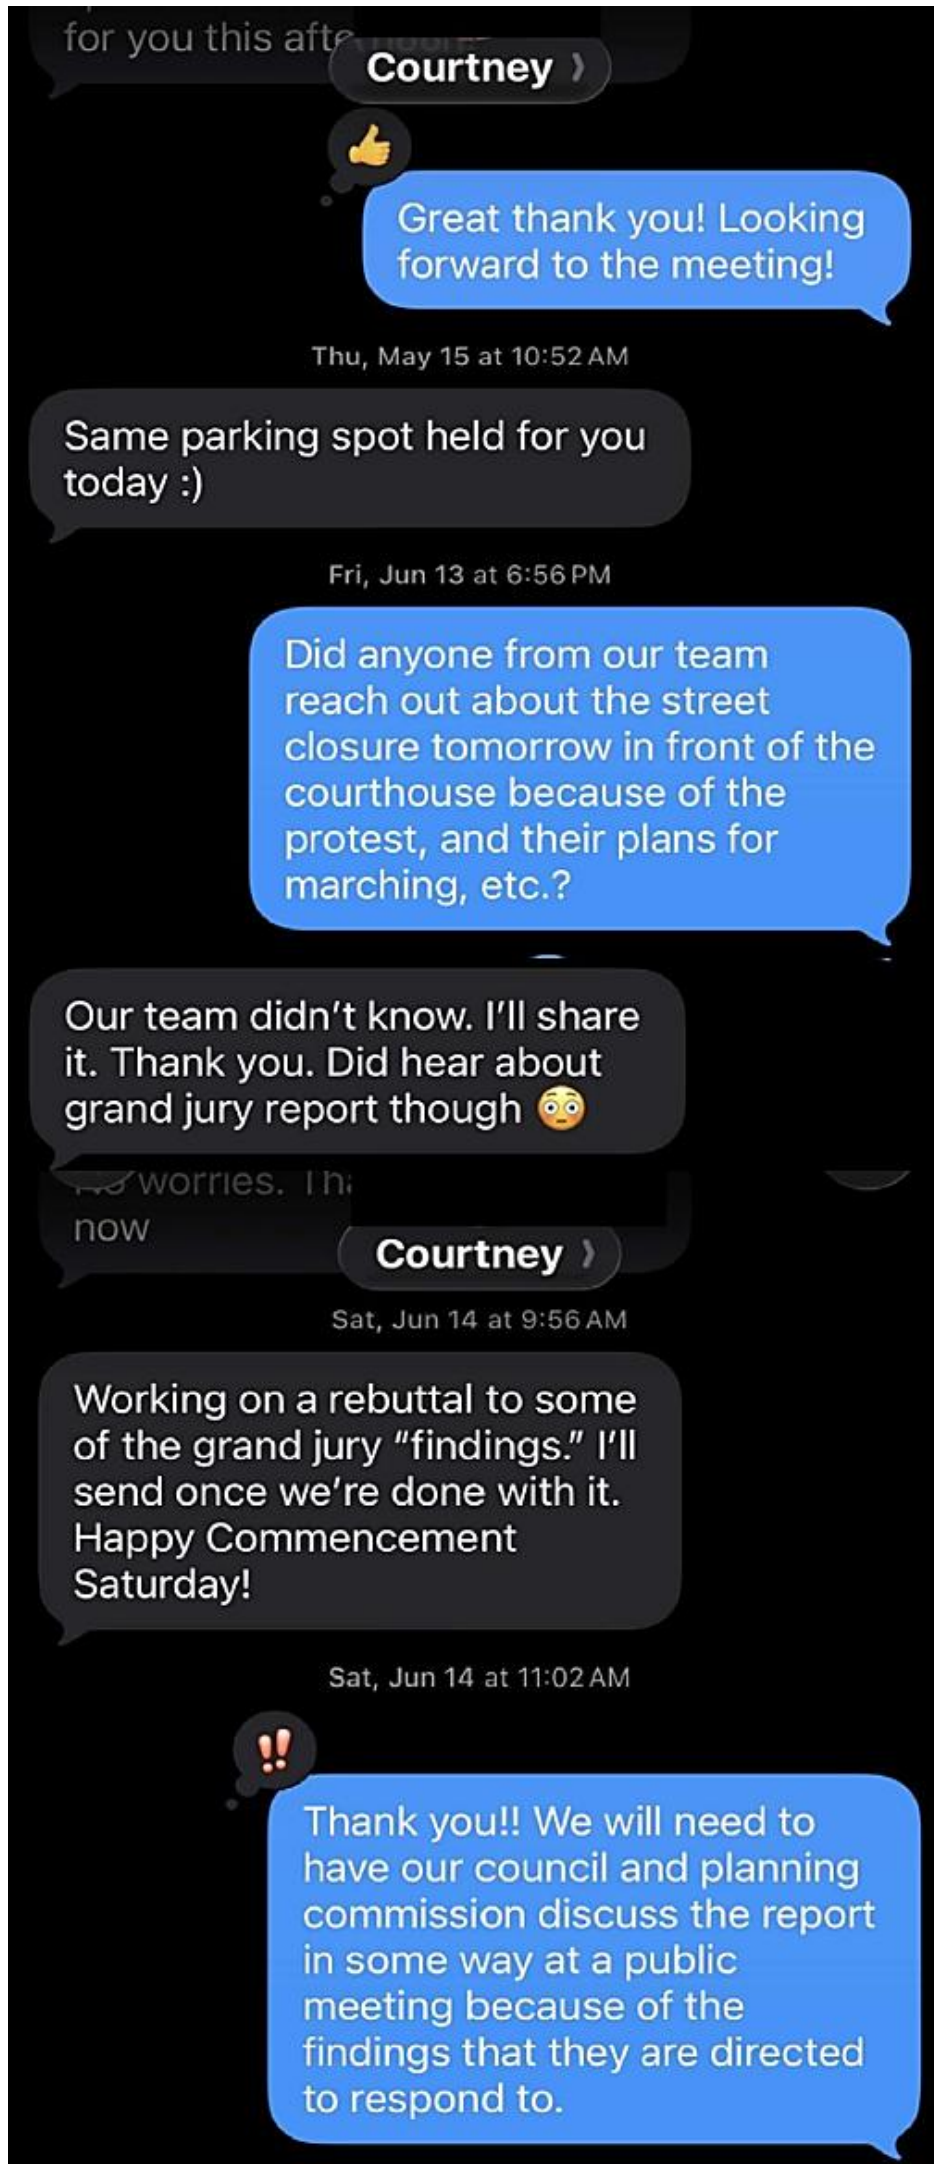 for you this afte
Courtney
Great thank you! Looking
forward to the meeting!
Thu, May 15 at 10:52 AM
Same parking spot held for you
today :)
Fri, Jun 13 at 6:56 PM
Did anyone from our team
reach out about the street
closure tomorrow in front of the
courthouse because of the
protest, and their plans for
marching, etc.?
Our team didn't know. I'll share
it. Thank you. Did hear about
grand jury report though 😳
worries.
now
Courtney
Sat, Jun 14 at 9:56 AM
Working on a rebuttal to some
of the grand jury "findings." I'll
send once we're done with it.
Happy Commencement
Saturday!
Sat, Jun 14 at 11:02 AM
Thank you!! We will need to
have our council and planning
commission discuss the report
in some way at a public
meeting because of the
findings that they are directed
to respond to.